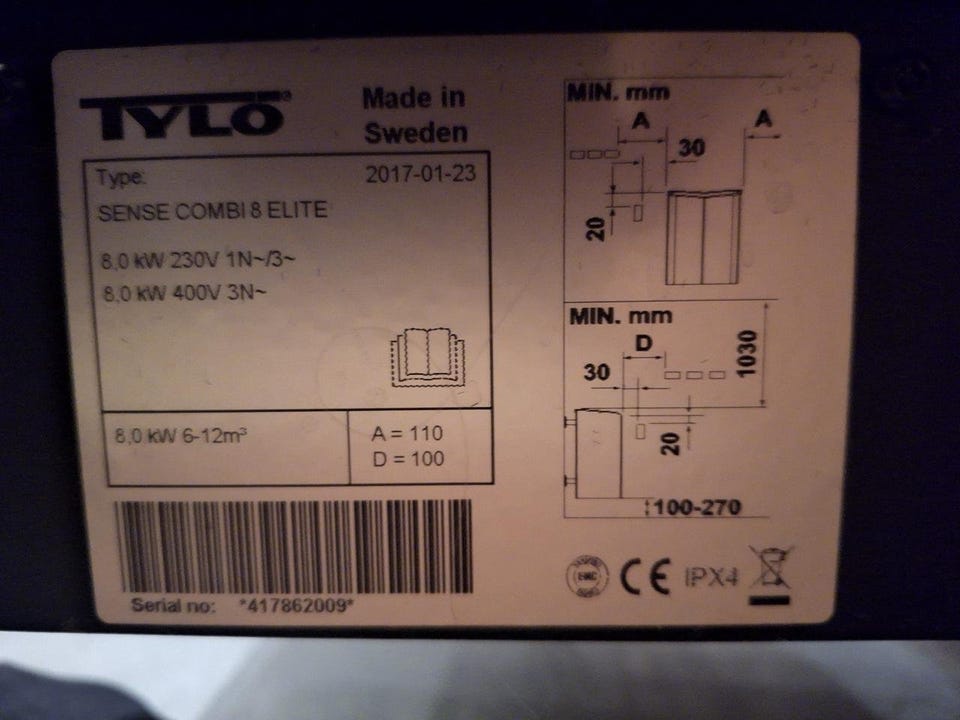 TYLÖ®
Made in
Sweden
Type: 2017-01-23
SENSE COMBI 8 ELITE
8,0 kW 230V 1N~/3~
8,0 kW 400V 3N~
8,0 kW 6-12m³
A = 110
D = 100
Serial no: *417862009*
MIN. mm
A
A
30
20
MIN. mm
D
30
1030
20
100-270
EAC
CE IPX4